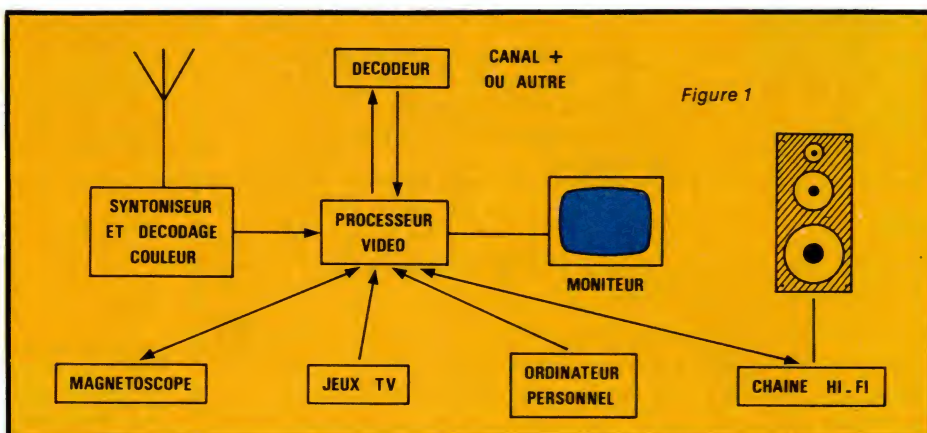 DECODEUR
CANAL +
OU AUTRE
Figure 1
SYNTONISEUR
ET DECODAGE
COULEUR
PROCESSEUR
VIDEO
MONITEUR
MAGNETOSCOPE
JEUX TV
ORDINATEUR
PERSONNEL
CHAINE HI-FI